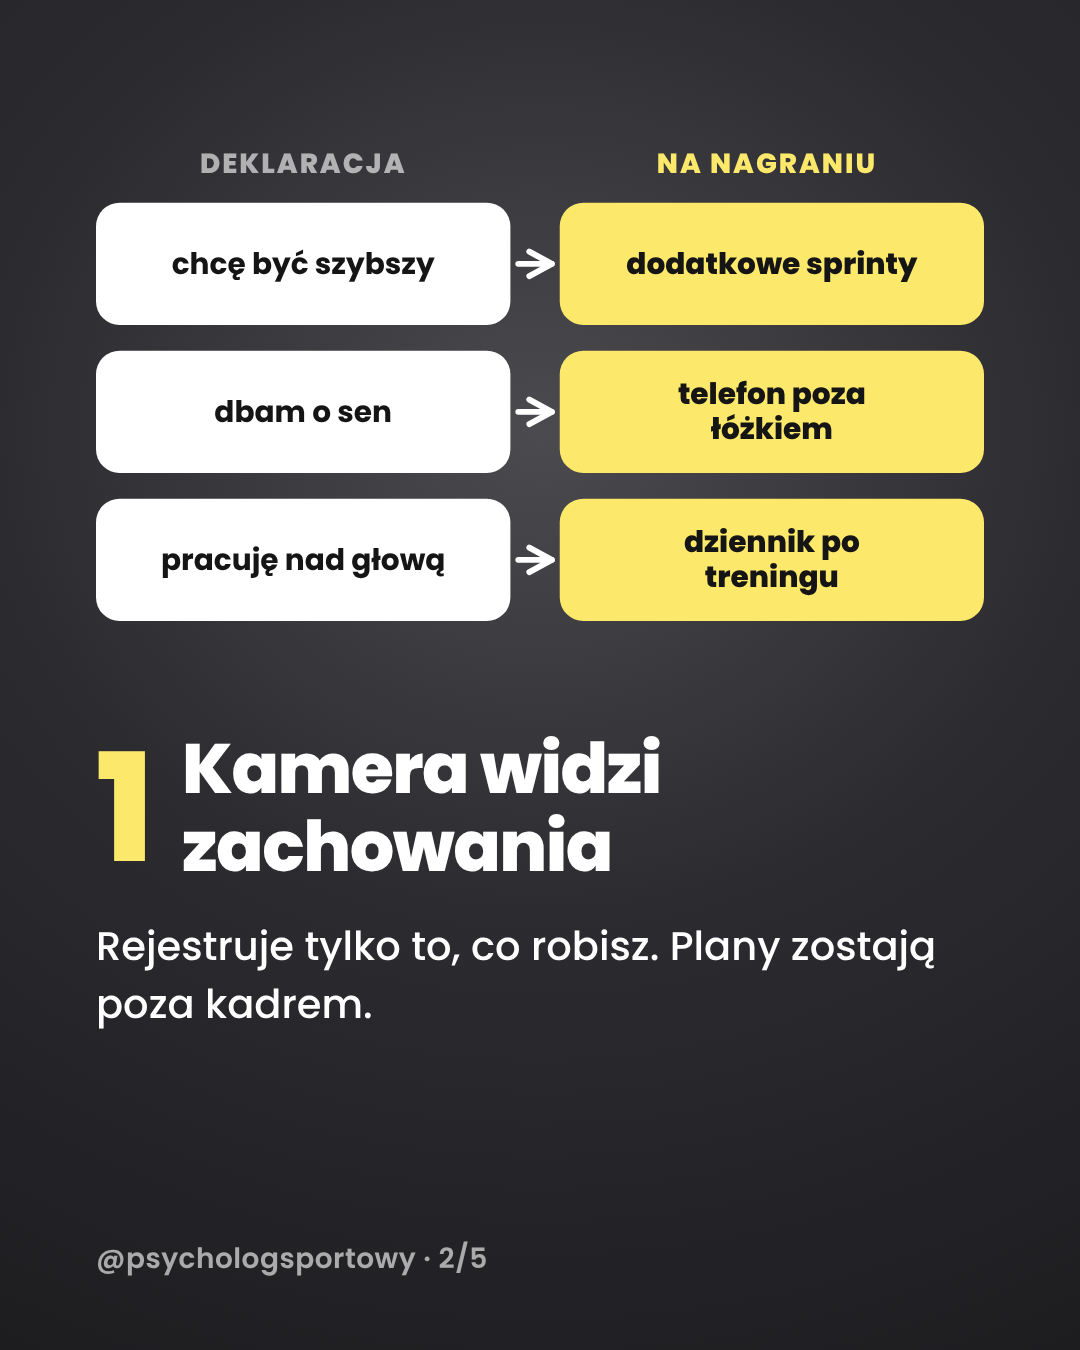 DEKLARACJA
NA NAGRANIU
chcę być szybszy
dodatkowe sprinty
dbam o sen
telefon poza
łóżkiem
pracuję nad głową
dziennik po
treningu
1
Kamera widzi
zachowania
Rejestruje tylko to, co robisz. Plany zostają
poza kadrem.
@psychologsportowy · 2/5